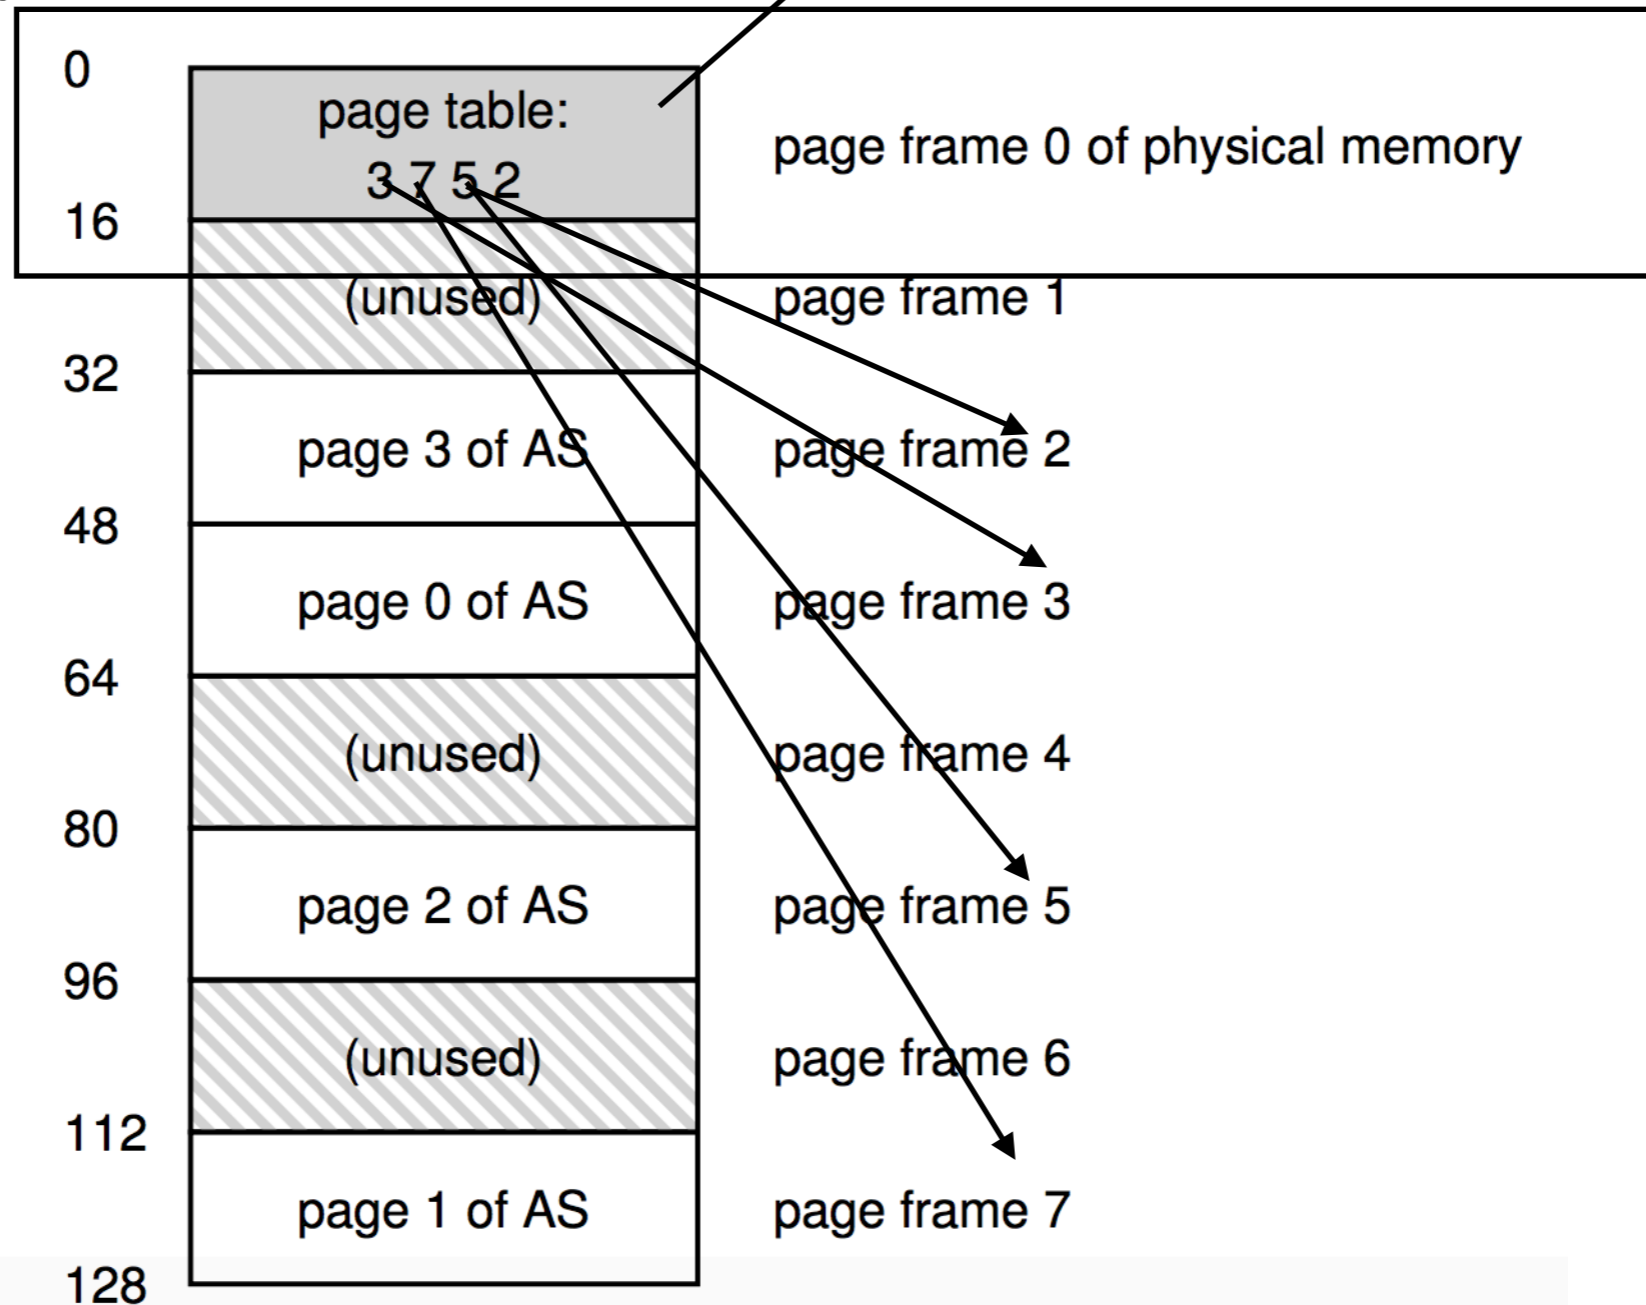 0
page table:
page frame 0 of physical memory
3 7 5 2
16
(unused)
page frame 1
32
page 3 of AS
page frame 2
48
page 0 of AS
page frame 3
64
(unused)
page frame 4
80
page 2 of AS
page frame 5
96
(unused)
page frame 6
112
page 1 of AS
page frame 7
128